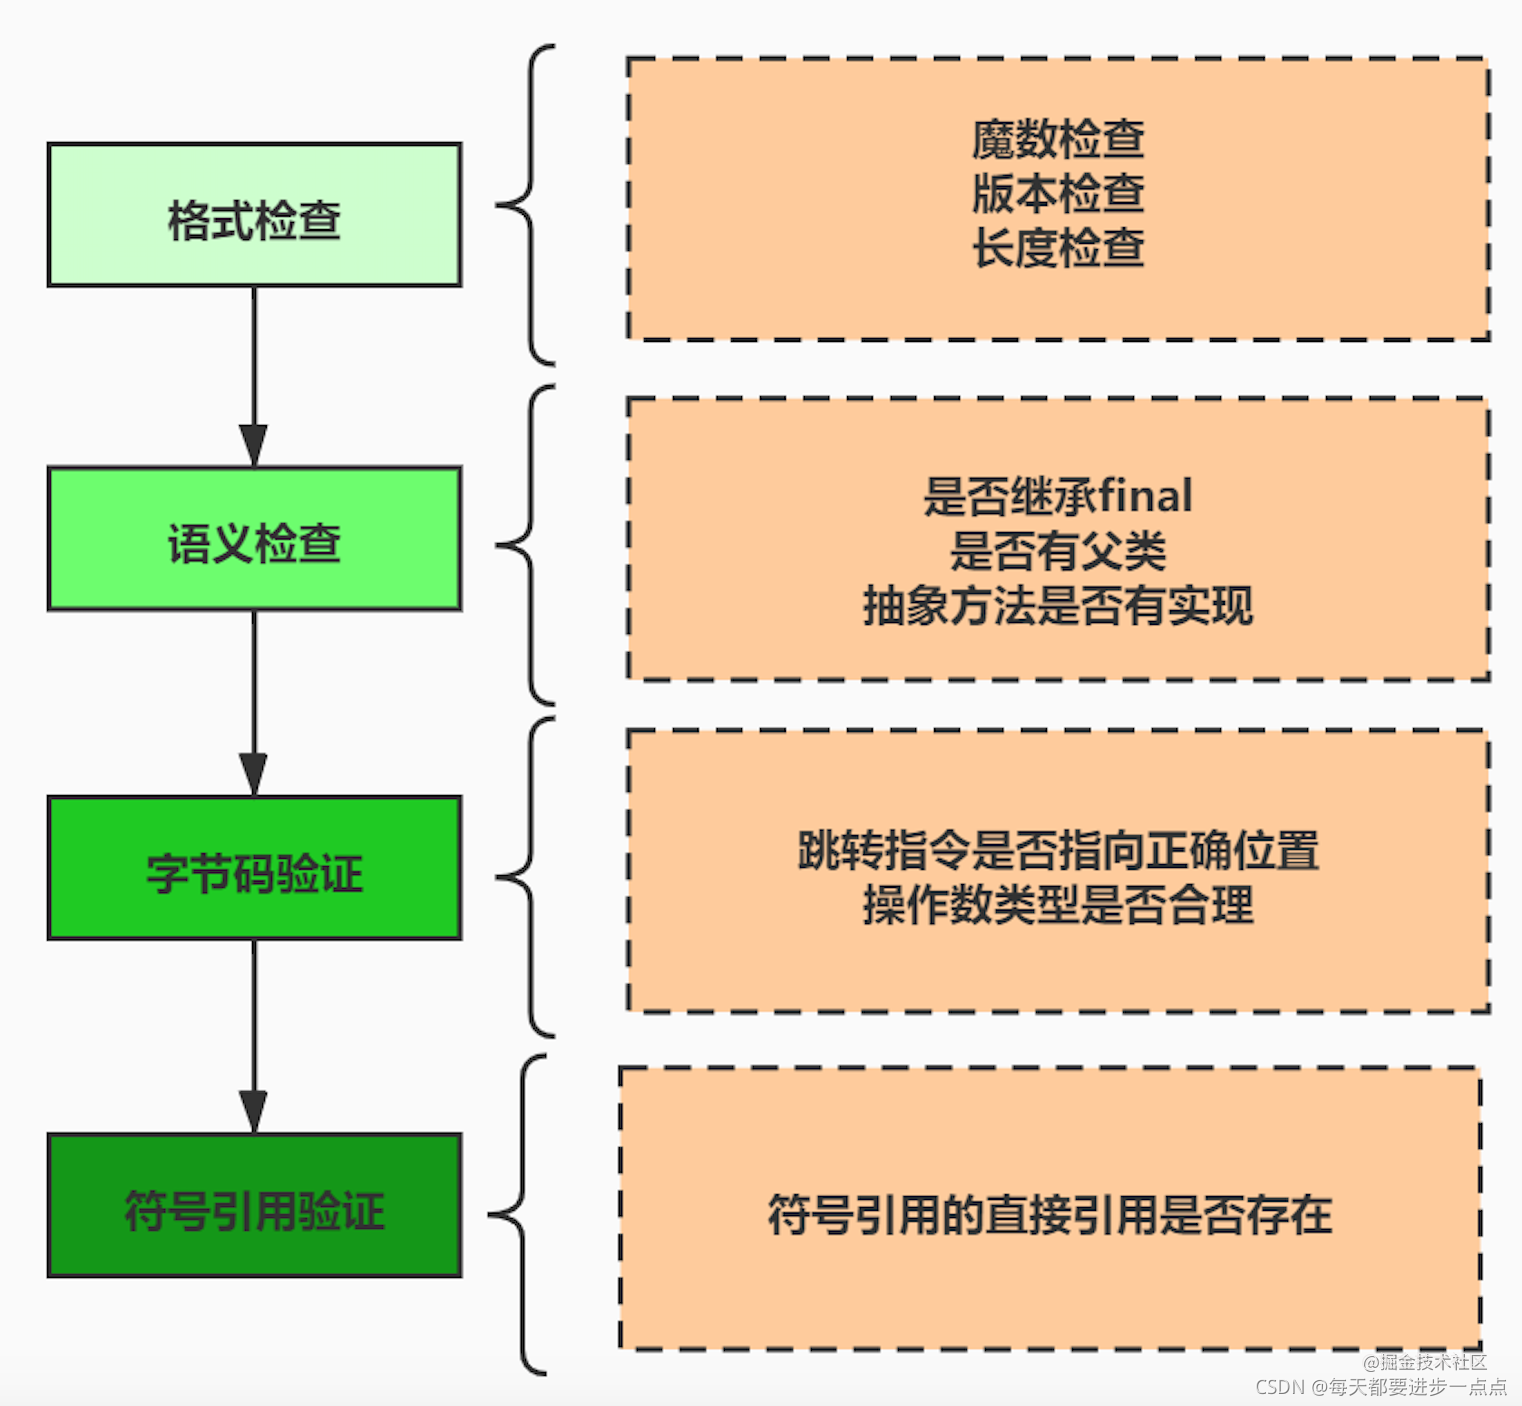 格式检查
魔数检查
版本检查
长度检查
语义检查
是否继承final
是否有父类
抽象方法是否有实现
字节码验证
跳转指令是否指向正确位置
操作数类型是否合理
符号引用验证
符号引用的直接引用是否存在
@掘金技术社区
CSDN @每天都要进步一点点